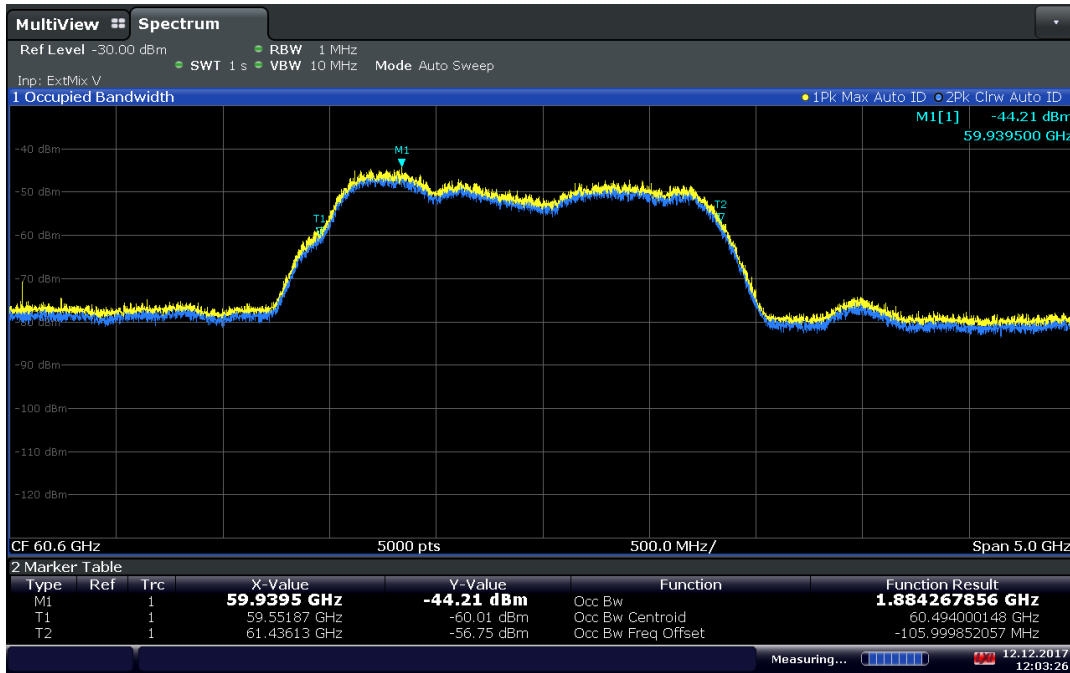 MultiView Spectrum
Ref Level -30.00 dBm RBW 1 MHz
SWT 1 s VBW 10 MHz Mode Auto Sweep
Inp: ExtMix V
1 Occupied Bandwidth 1Pk Max Auto ID 2Pk Clrw Auto ID
M1[1] -44.21 dBm
59.939500 GHz
-40 dBm
M1
-50 dBm
T1
T2
-60 dBm
-70 dBm
-80 dBm
-90 dBm
-100 dBm
-110 dBm
-120 dBm
CF 60.6 GHz 5000 pts 500.0 MHz/ Span 5.0 GHz
2 Marker Table
Type Ref Trc X-Value Y-Value Function Function Result
M1 1 59.9395 GHz -44.21 dBm Occ Bw 1.884267856 GHz
T1 1 59.55187 GHz -60.01 dBm Occ Bw Centroid 60.494000148 GHz
T2 1 61.43613 GHz -56.75 dBm Occ Bw Freq Offset -105.999852057 MHz
Measuring... 12.12.2017
12:03:26